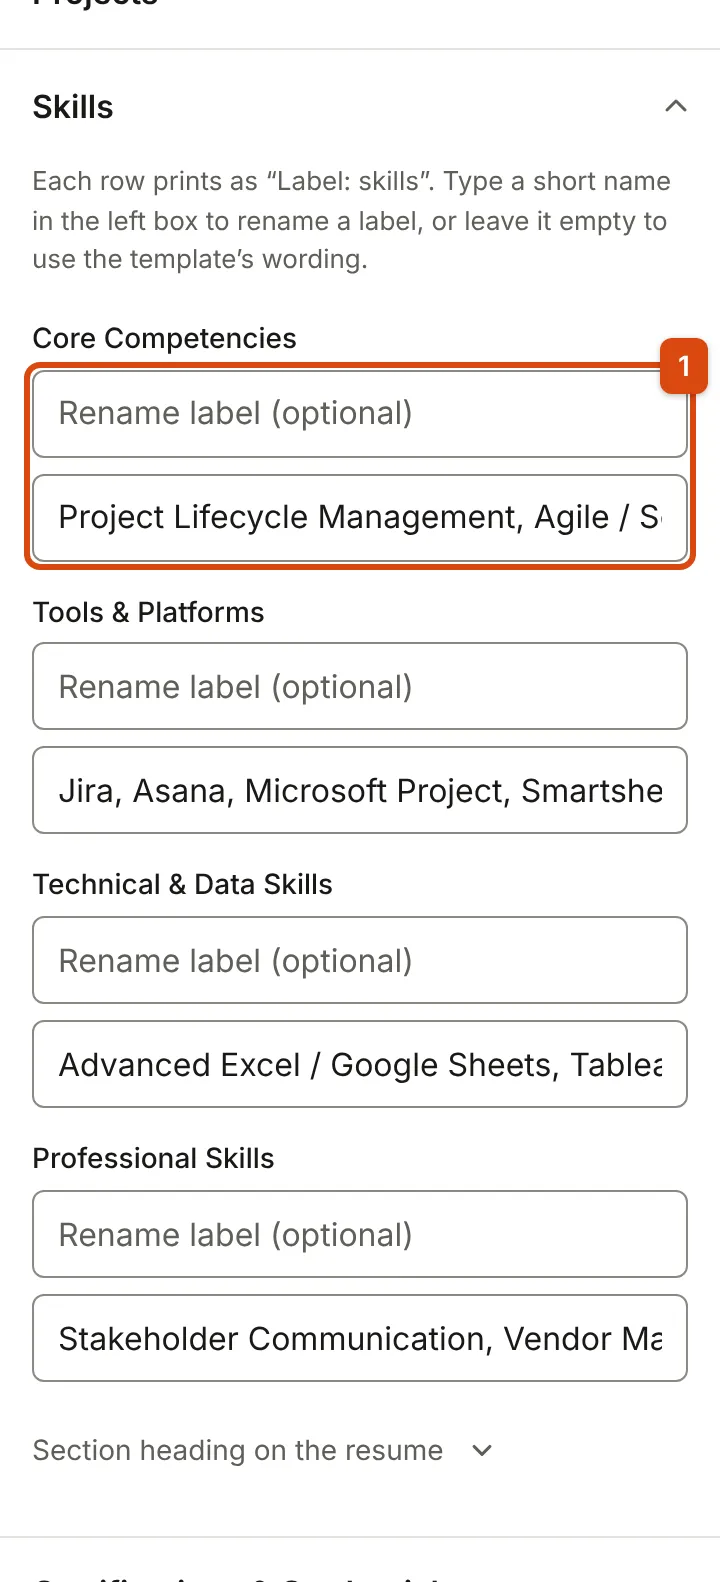 Projects
Skills
Each row prints as “Label: skills”. Type a short name
in the left box to rename a label, or leave it empty to
use the template’s wording.
Core Competencies
1
Rename label (optional)
Project Lifecycle Management, Agile / S
Tools & Platforms
Rename label (optional)
Jira, Asana, Microsoft Project, Smartshe
Technical & Data Skills
Rename label (optional)
Advanced Excel / Google Sheets, Tablea
Professional Skills
Rename label (optional)
Stakeholder Communication, Vendor Ma
Section heading on the resume